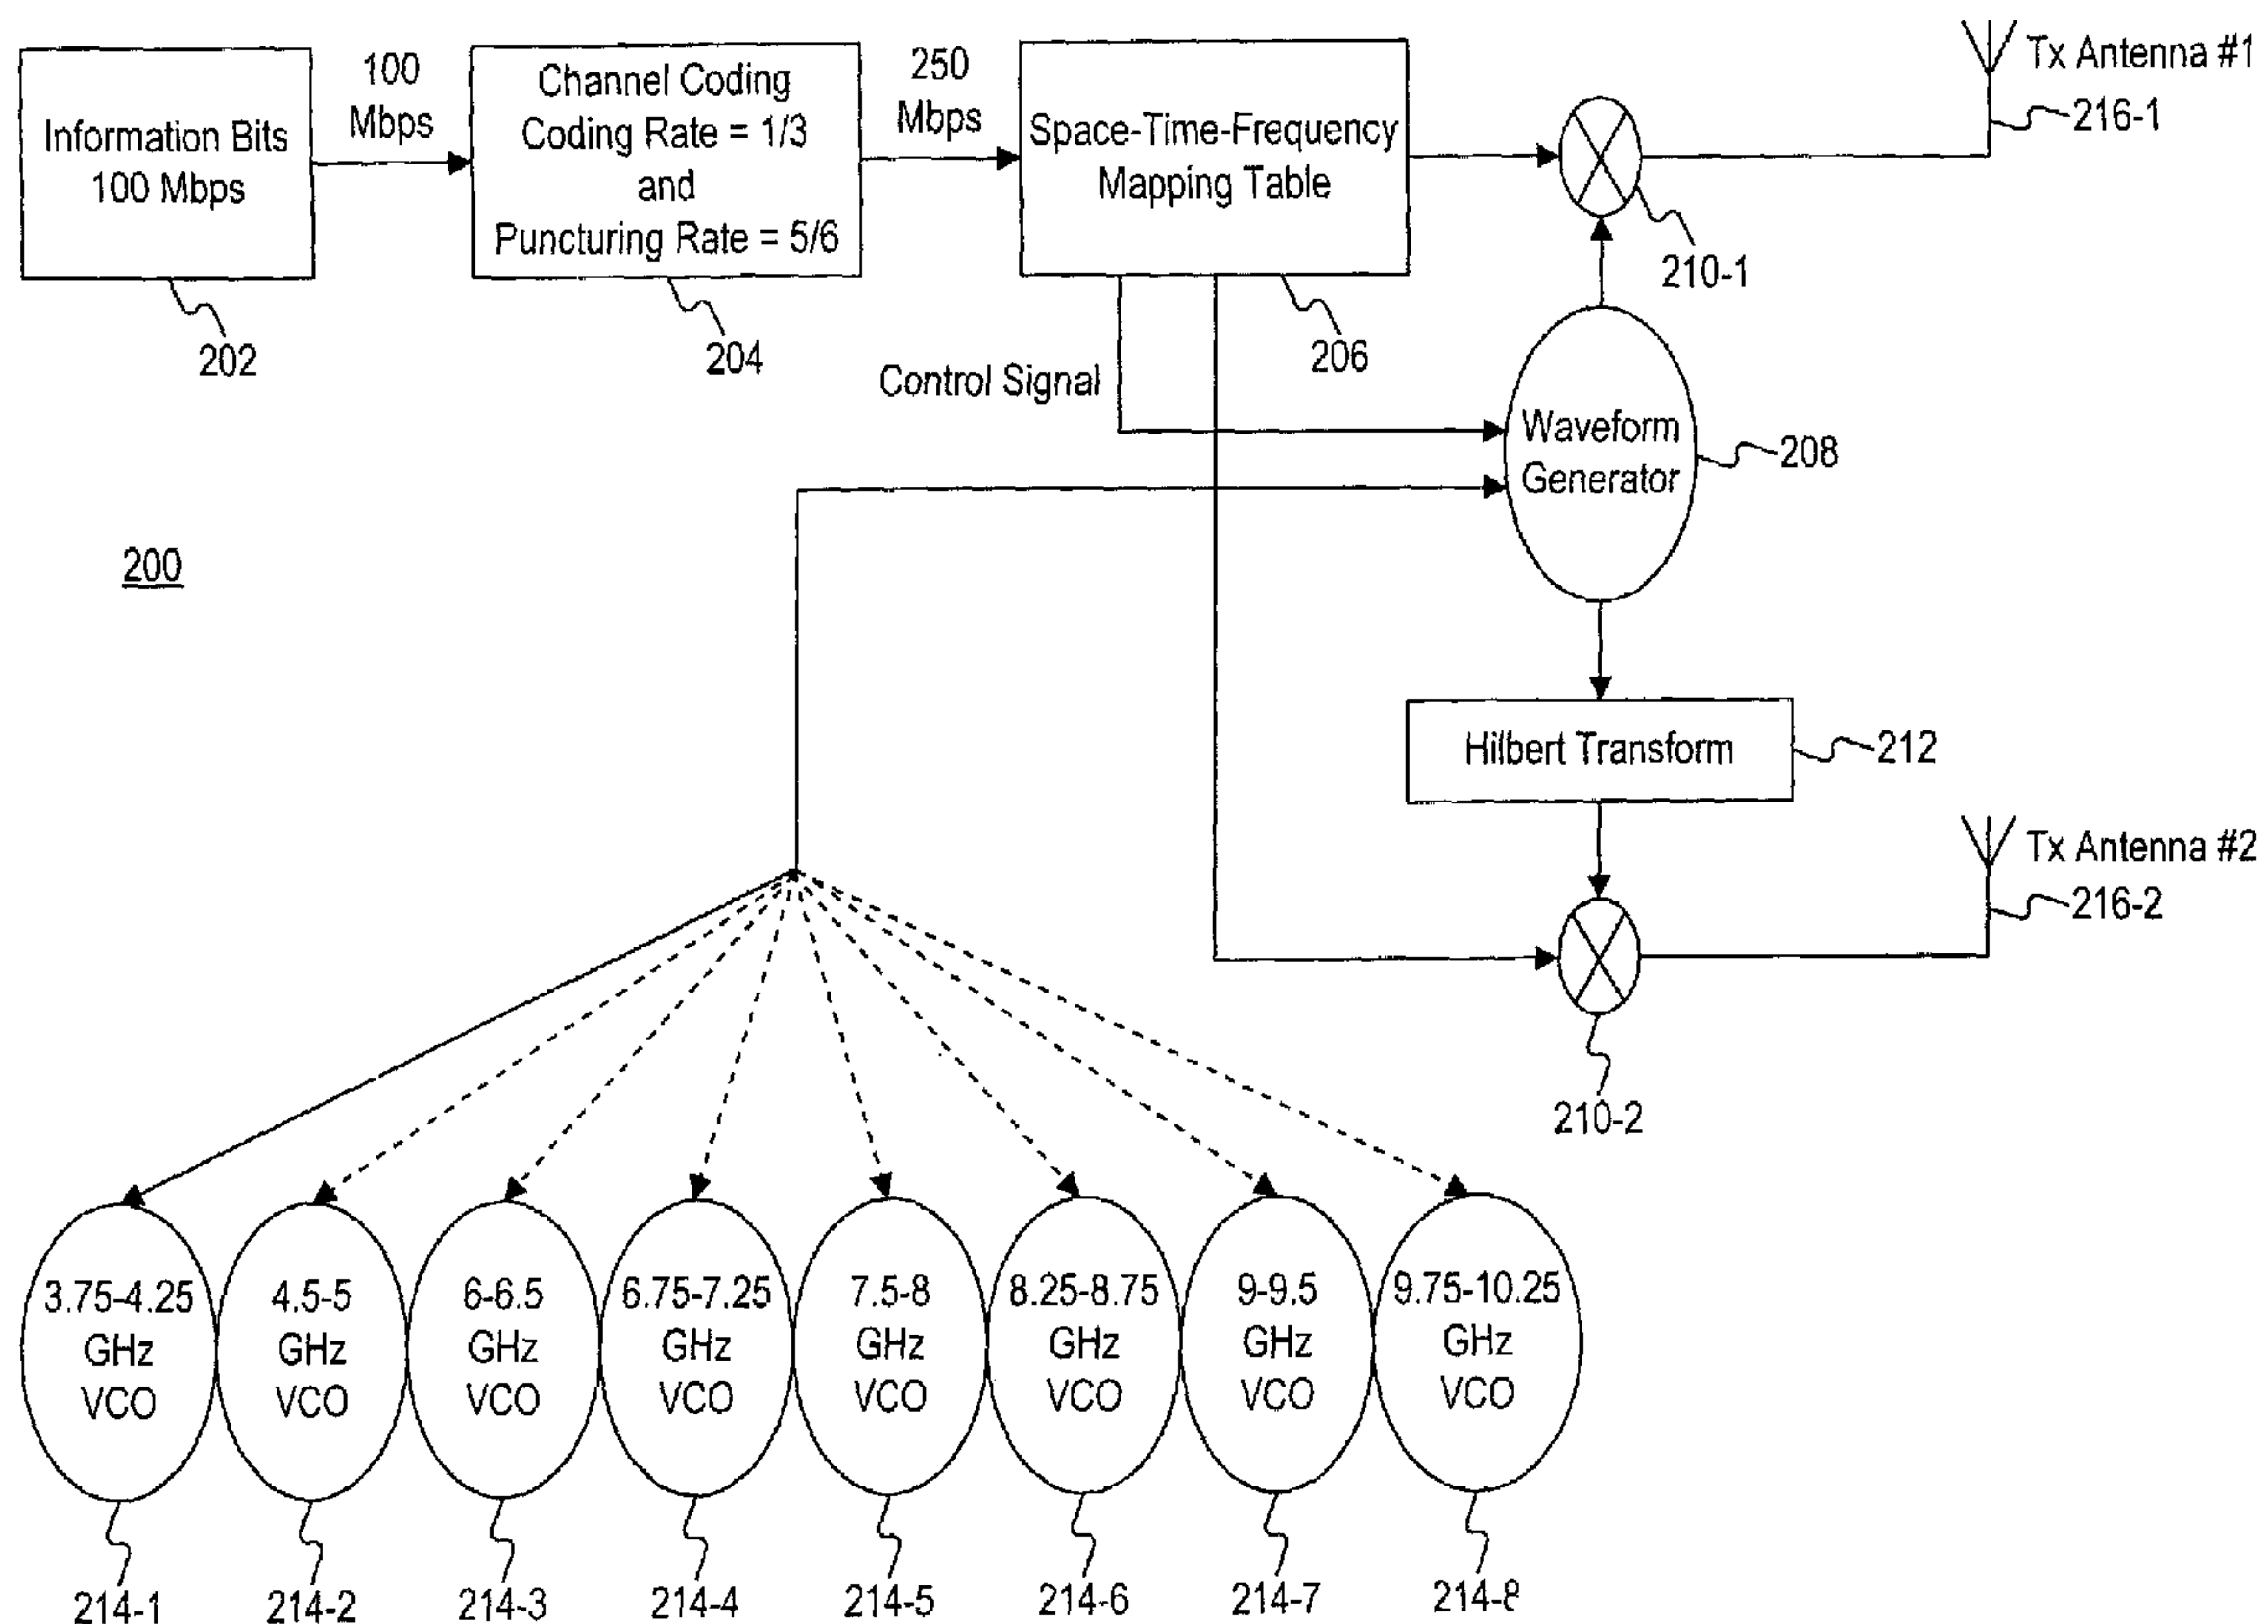 Information Bits
100 Mbps
202
100
Mbps
Channel Coding
Coding Rate = 1/3
and
Puncturing Rate = 5/6
204
250
Mbps
Space-Time-Frequency
Mapping Table
206
Control Signal
210-1
Tx Antenna #1
216-1
Waveform
Generator
208
200
Hilbert Transform
212
Tx Antenna #2
216-2
210-2
3.75-4.25
GHz
VCO
214-1
4.5-5
GHz
VCO
214-2
6-6.5
GHz
VCO
214-3
6.75-7.25
GHz
VCO
214-4
7.5-8
GHz
VCO
214-5
8.25-8.75
GHz
VCO
214-6
9-9.5
GHz
VCO
214-7
9.75-10.25
GHz
VCO
214-8